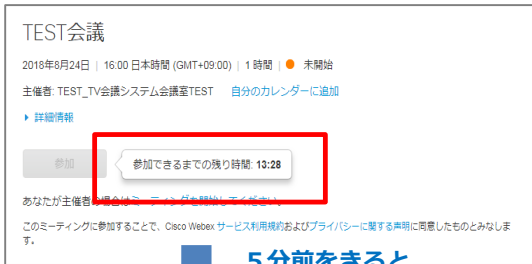 TEST会議
2018年8月24日 | 16:00 日本時間 (GMT+09:00) | 1 時間 | 未開始
主催者: TEST_TV会議システム会議室TEST 自分のカレンダーに追加
詳細情報
参加 参加できるまでの残り時間: 13:28
あなたが主催者の場合はミーティングを開始してください。
このミーティングに参加することで、Cisco Webex サービス利用規約およびプライバシーに関する声明に同意したものとみなしま
す。
5分前をきると